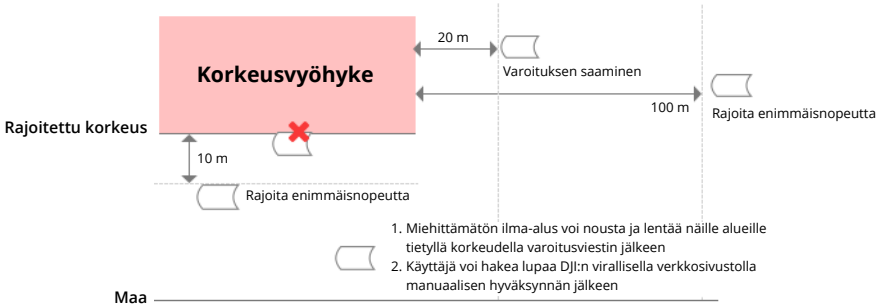 20 m
Korkeusvyöhyke
Varoituksen saaminen
100 m
Rajoita enimmäisnopeutta
Rajoitettu korkeus
10 m
Rajoita enimmäisnopeutta
1. Miehittämätön ilma-alus voi nousta ja lentää näille alueille
tietyllä korkeudella varoitusviestin jälkeen
2. Käyttäjä voi hakea lupaa DJI:n virallisella verkkosivustolla
manuaalisen hyväksynnän jälkeen
Maa